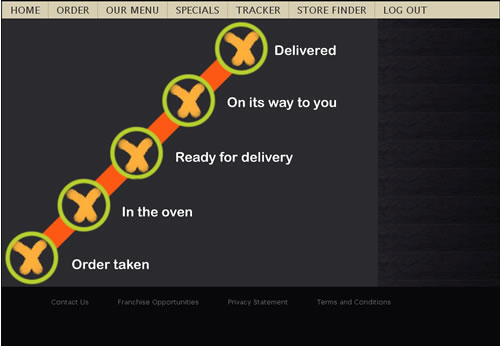 HOME ORDER OUR MENU SPECIALS TRACKER STORE FINDER LOG OUT
Delivered
On its way to you
Ready for delivery
In the oven
Order taken
Contact Us Franchise Opportunities Privacy Statement Terms and Conditions